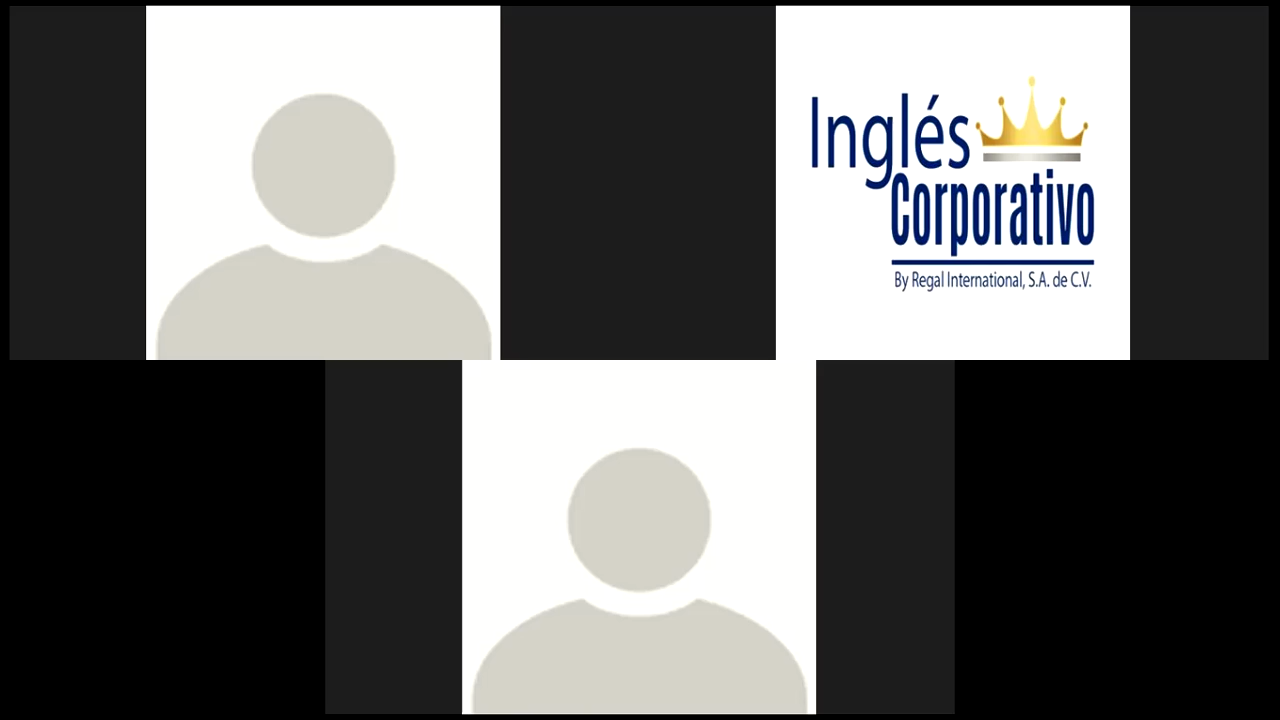 Inglés
Corporativo
By Regal International, S.A. de C.V.